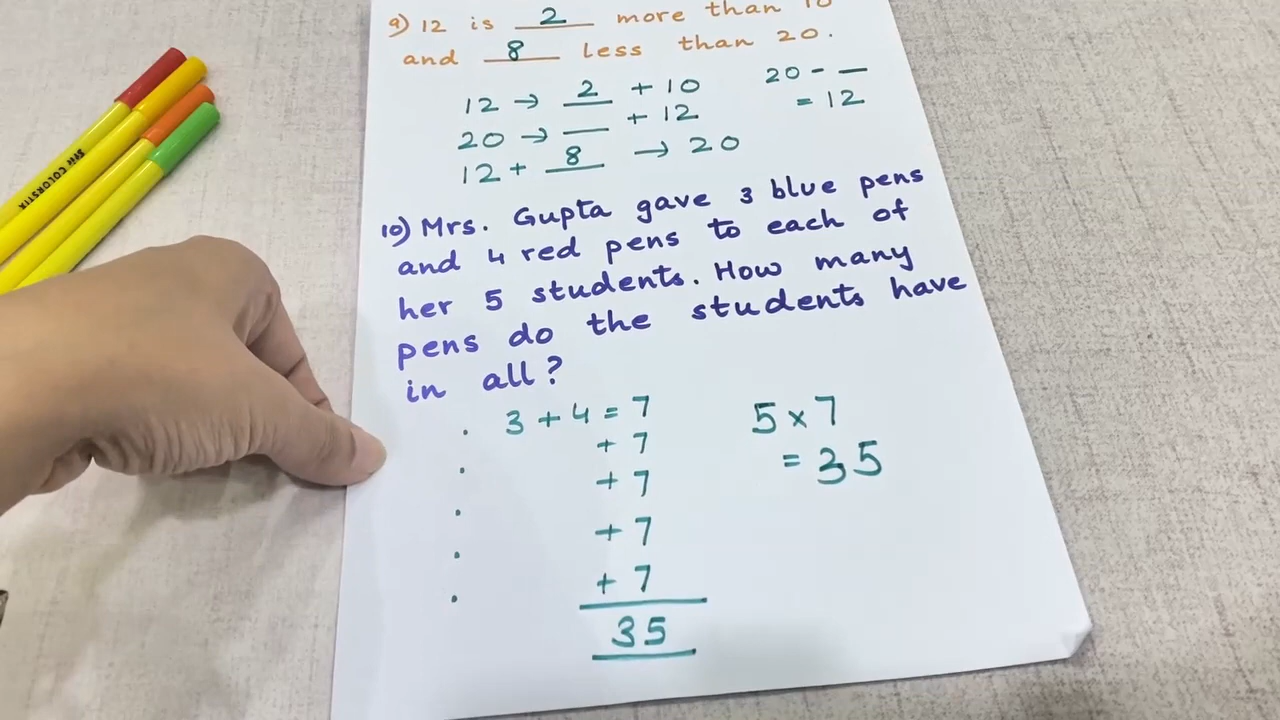 9) 12 is 2 more than 10
and 8 less than 20.
12 → 2 + 10
20 → __ + 12
12 + 8 → 20
20 - __
= 12
10) Mrs. Gupta gave 3 blue pens
and 4 red pens to each of
her 5 students. How many
pens do the students have
in all?
3 + 4 = 7
+ 7
+ 7
+ 7
+ 7
35
5 × 7
= 35
COLORSTIX